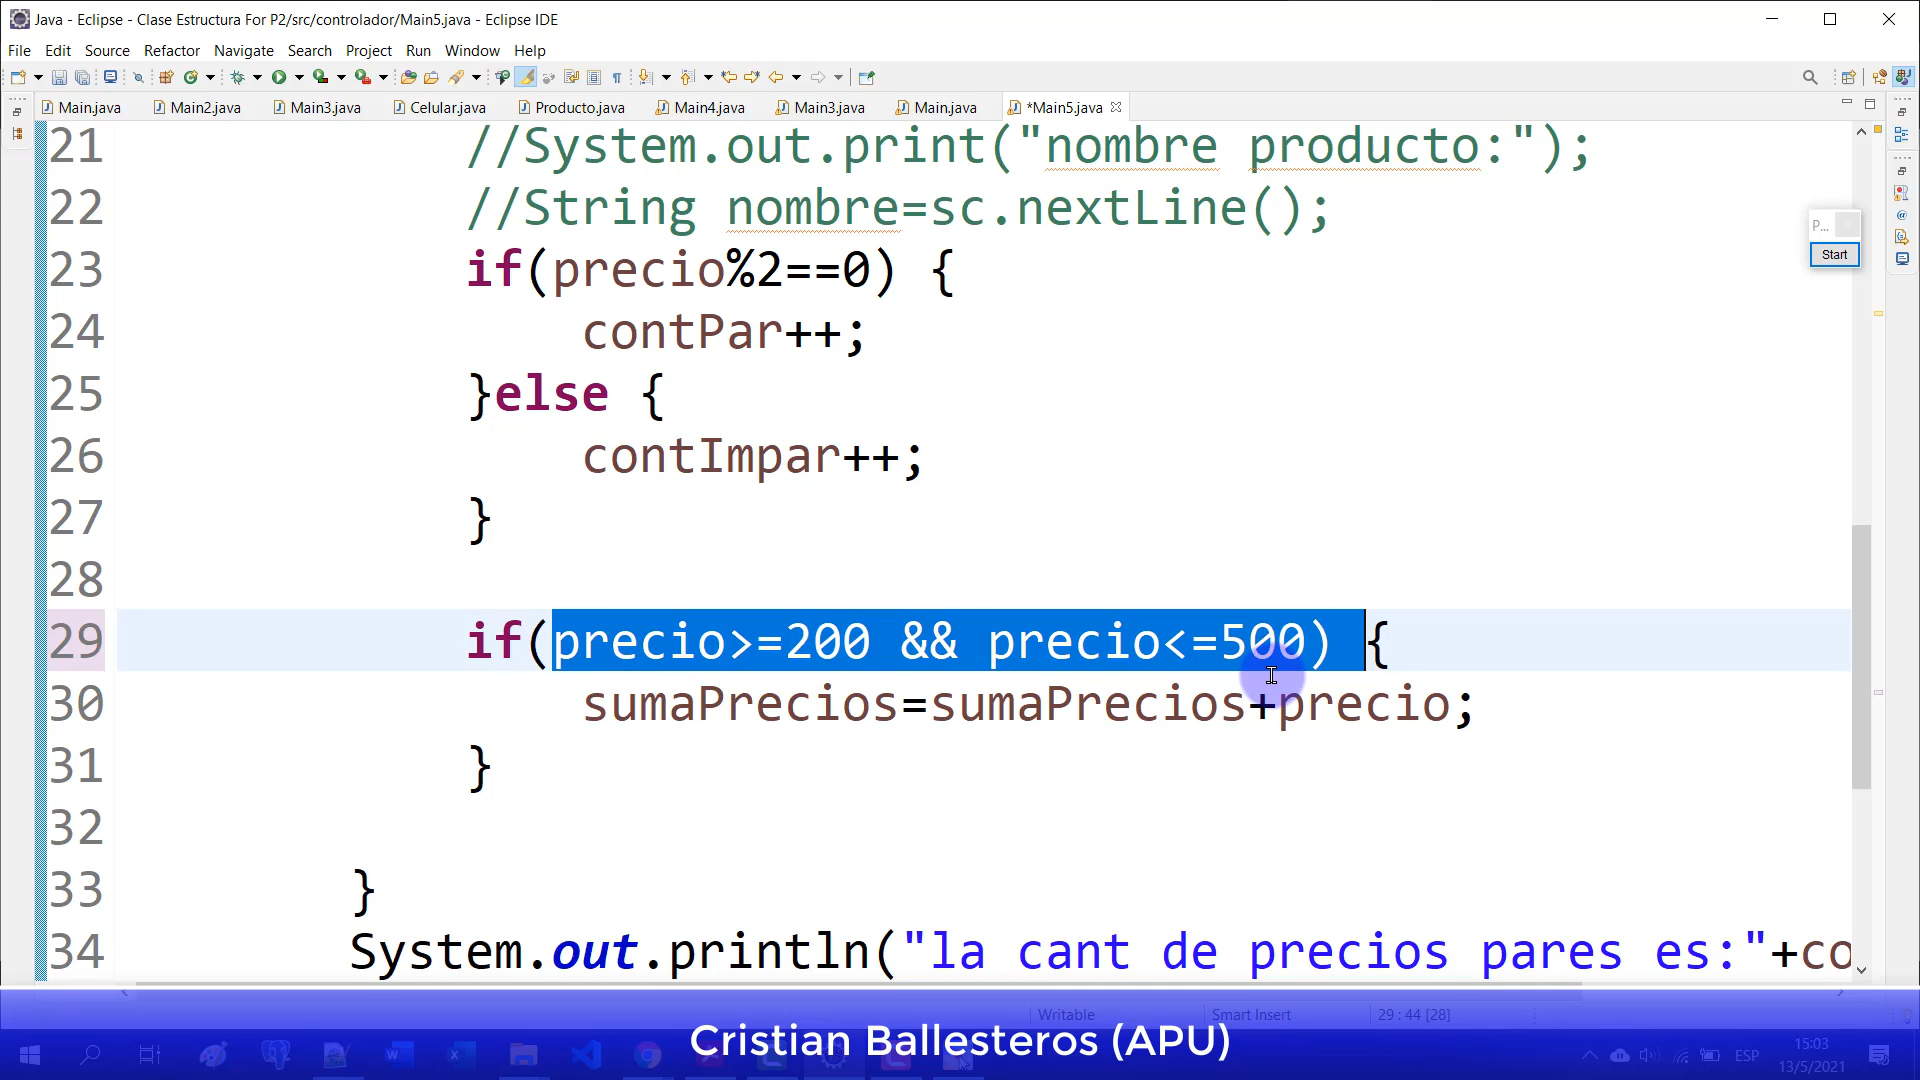 Java - Eclipse - Clase Estructura For P2/src/controlador/Main5.java - Eclipse IDE
File Edit Source Refactor Navigate Search Project Run Window Help
Main.java Main2.java Main3.java Celular.java Producto.java Main4.java Main3.java Main.java *Main5.java
21 //System.out.print("nombre producto:");
22 //String nombre=sc.nextLine();
P...
23 if(precio%2==0) {
Start
24 contPar++;
25 }else {
26 contImpar++;
27 }
28
29 if(precio>=200 && precio<=500) {
30 sumaPrecios=sumaPrecios+precio;
31 }
32
33 }
34 System.out.println("la cant de precios pares es:"+co
Writable Smart Insert 29 : 44 [28]
Cristian Ballesteros (APU)
ESP
15:03
13/5/2021